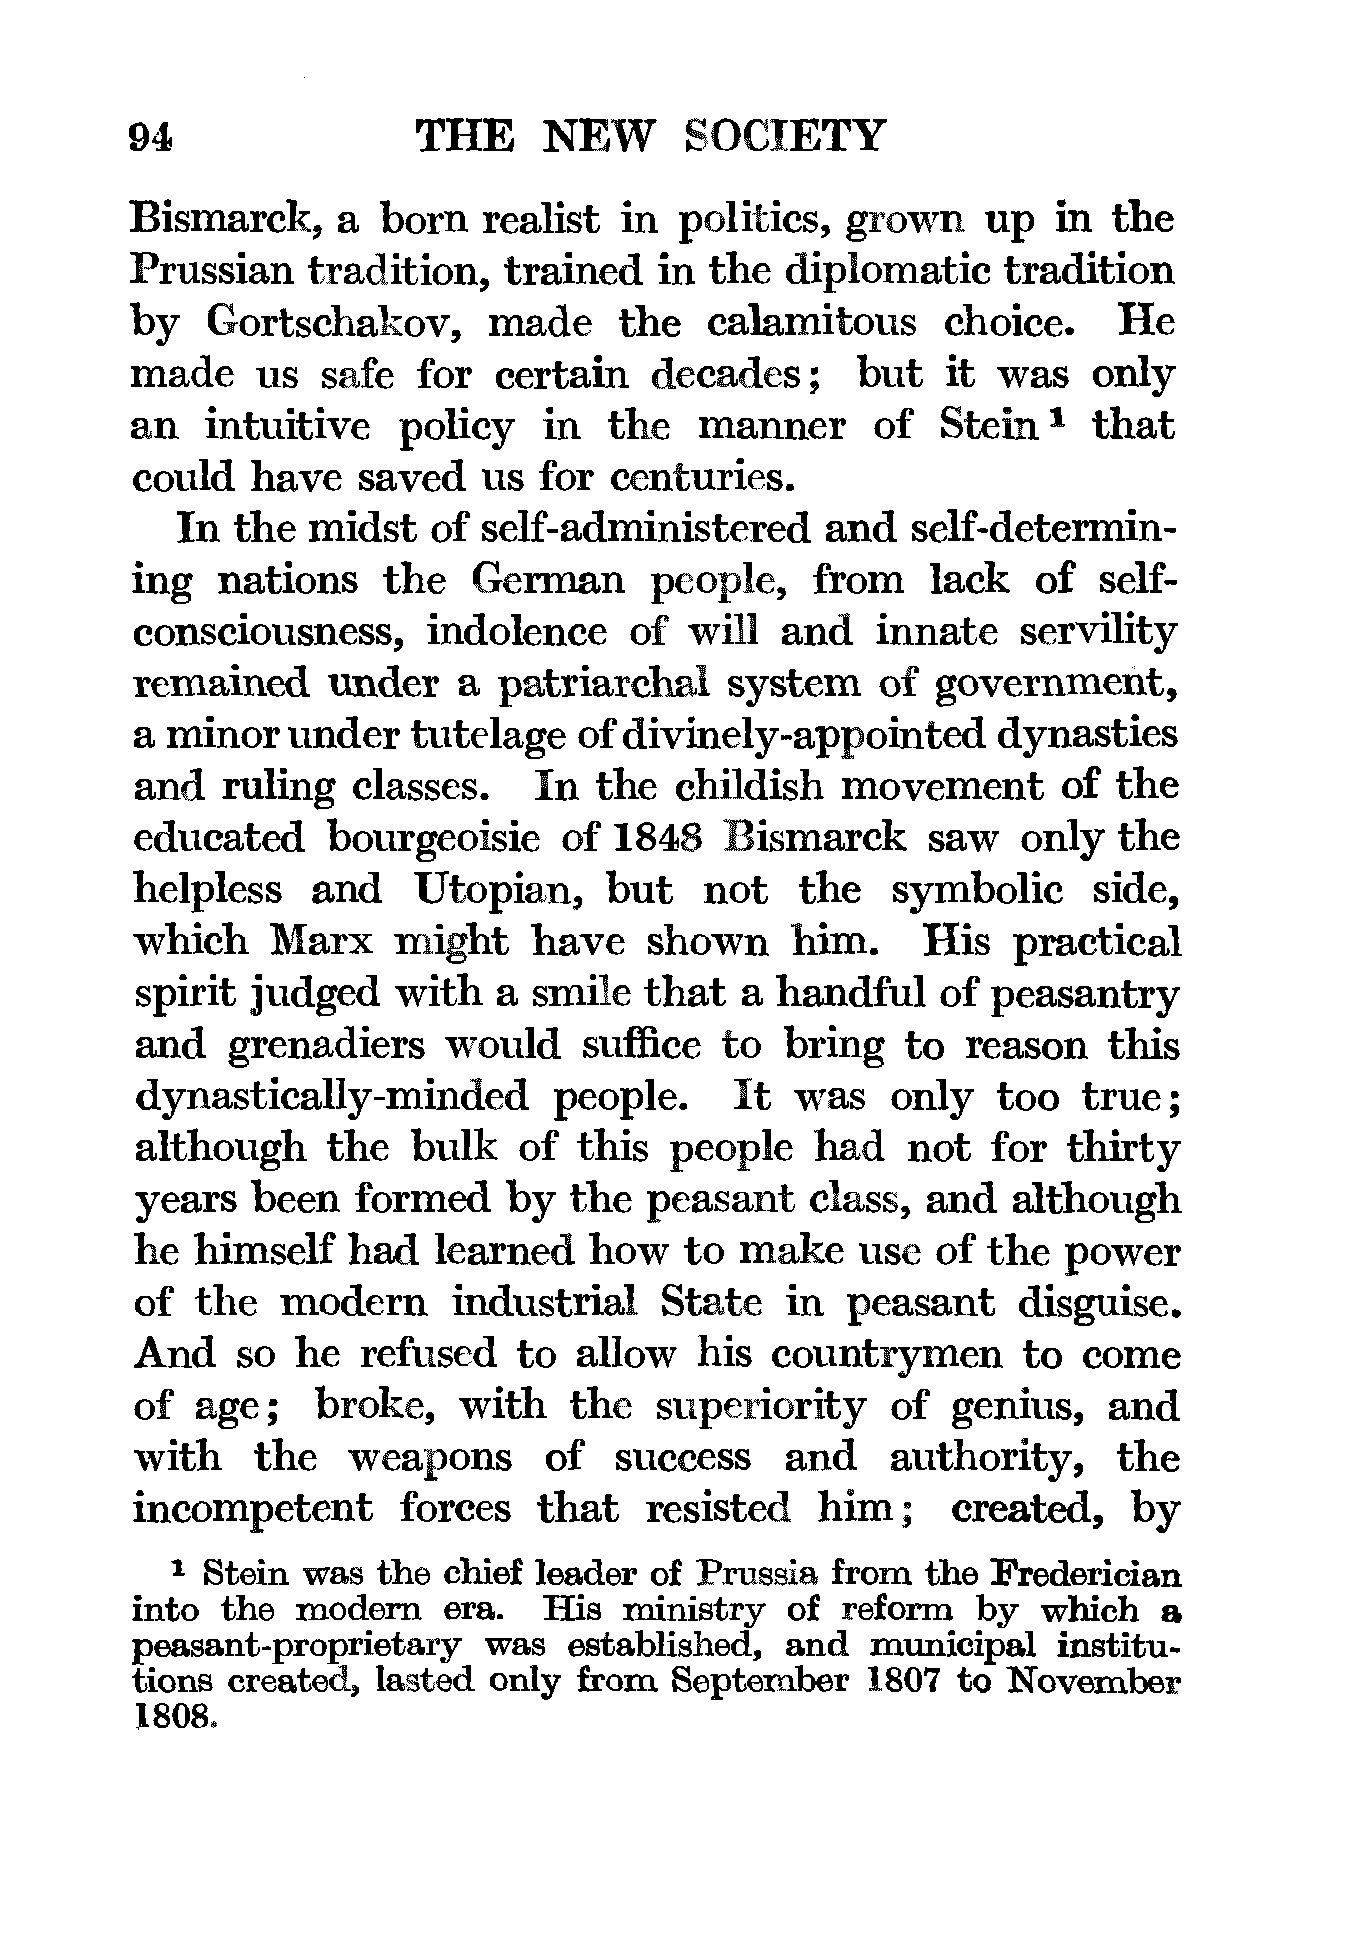 94 THE NEW SOCIETY
Bismarck, a born realist in politics, grown up in the
Prussian tradition, trained in the diplomatic tradition
by Gortschakov, made the calamitous choice. He
made us safe for certain decades; but it was only
an intuitive policy in the manner of Stein¹ that
could have saved us for centuries.
In the midst of self-administered and self-determin-
ing nations the German people, from lack of self-
consciousness, indolence of will and innate servility
remained under a patriarchal system of government,
a minor under tutelage of divinely-appointed dynasties
and ruling classes. In the childish movement of the
educated bourgeoisie of 1848 Bismarck saw only the
helpless and Utopian, but not the symbolic side,
which Marx might have shown him. His practical
spirit judged with a smile that a handful of peasantry
and grenadiers would suffice to bring to reason this
dynastically-minded people. It was only too true;
although the bulk of this people had not for thirty
years been formed by the peasant class, and although
he himself had learned how to make use of the power
of the modern industrial State in peasant disguise.
And so he refused to allow his countrymen to come
of age; broke, with the superiority of genius, and
with the weapons of success and authority, the
incompetent forces that resisted him; created, by
¹ Stein was the chief leader of Prussia from the Frederician
into the modern era. His ministry of reform by which a
peasant-proprietary was established, and municipal institu-
tions created, lasted only from September 1807 to November
1808.